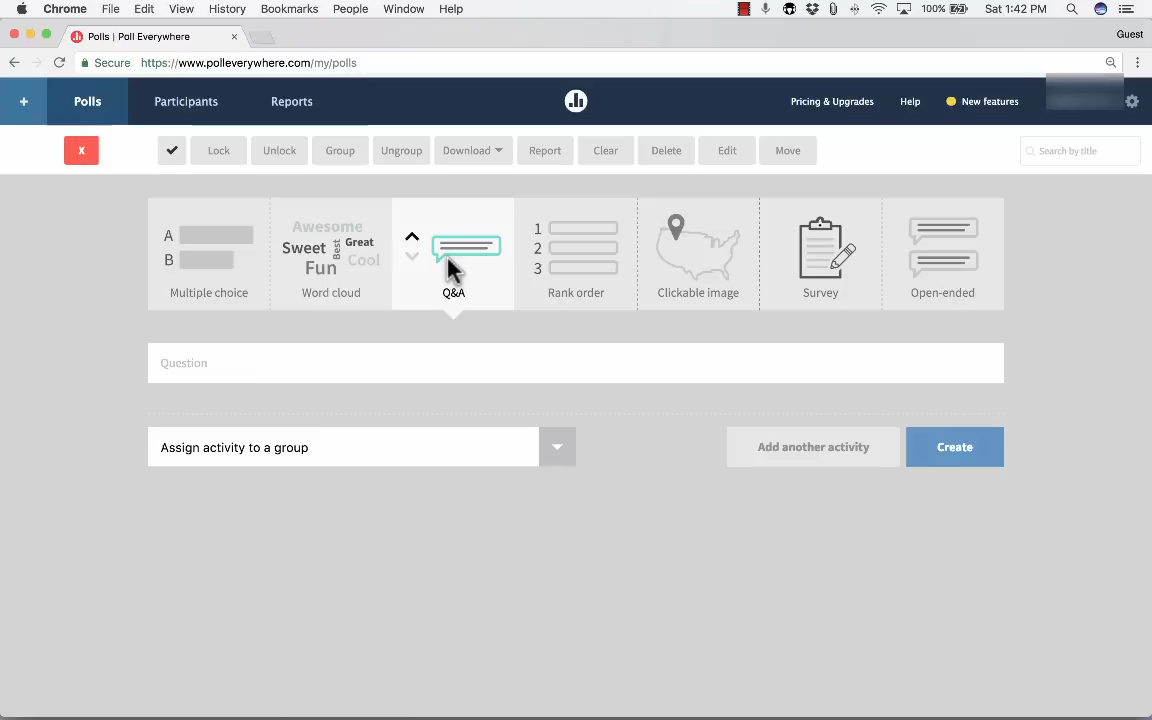 Chrome File Edit View History Bookmarks People Window Help 100% Sat 1:42 PM
Polls | Poll Everywhere × Guest
Secure https://www.polleverywhere.com/my/polls
+ Polls Participants Reports Pricing & Upgrades Help New features
X Lock Unlock Group Ungroup Download Report Clear Delete Edit Move Search by title
A
B
Multiple choice
Awesome
Sweet Best Great
Fun Cool
Word cloud
Q&A
1
2
3
Rank order
Clickable image
Survey
Open-ended
Question
Assign activity to a group Add another activity Create